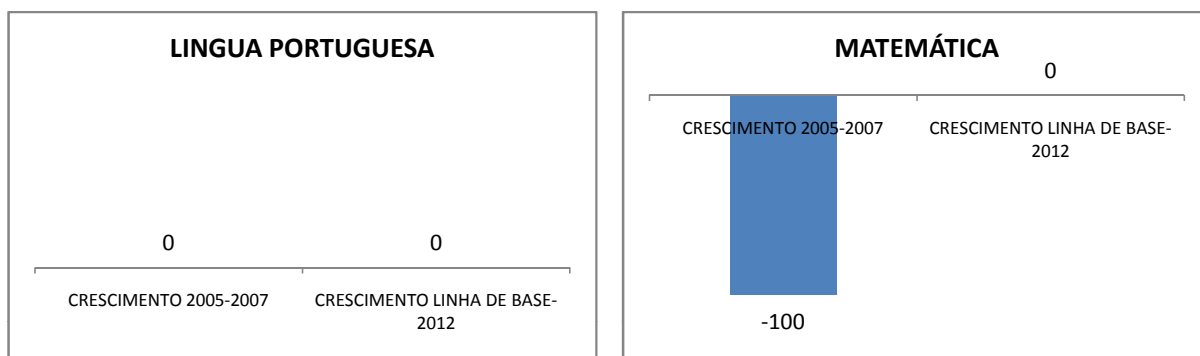 LINGUA PORTUGUESA
0
0
CRESCIMENTO 2005-2007
CRESCIMENTO LINHA DE BASE-
2012
MATEMÁTICA
0
CRESCIMENTO 2005-2007
CRESCIMENTO LINHA DE BASE-
2012
-100